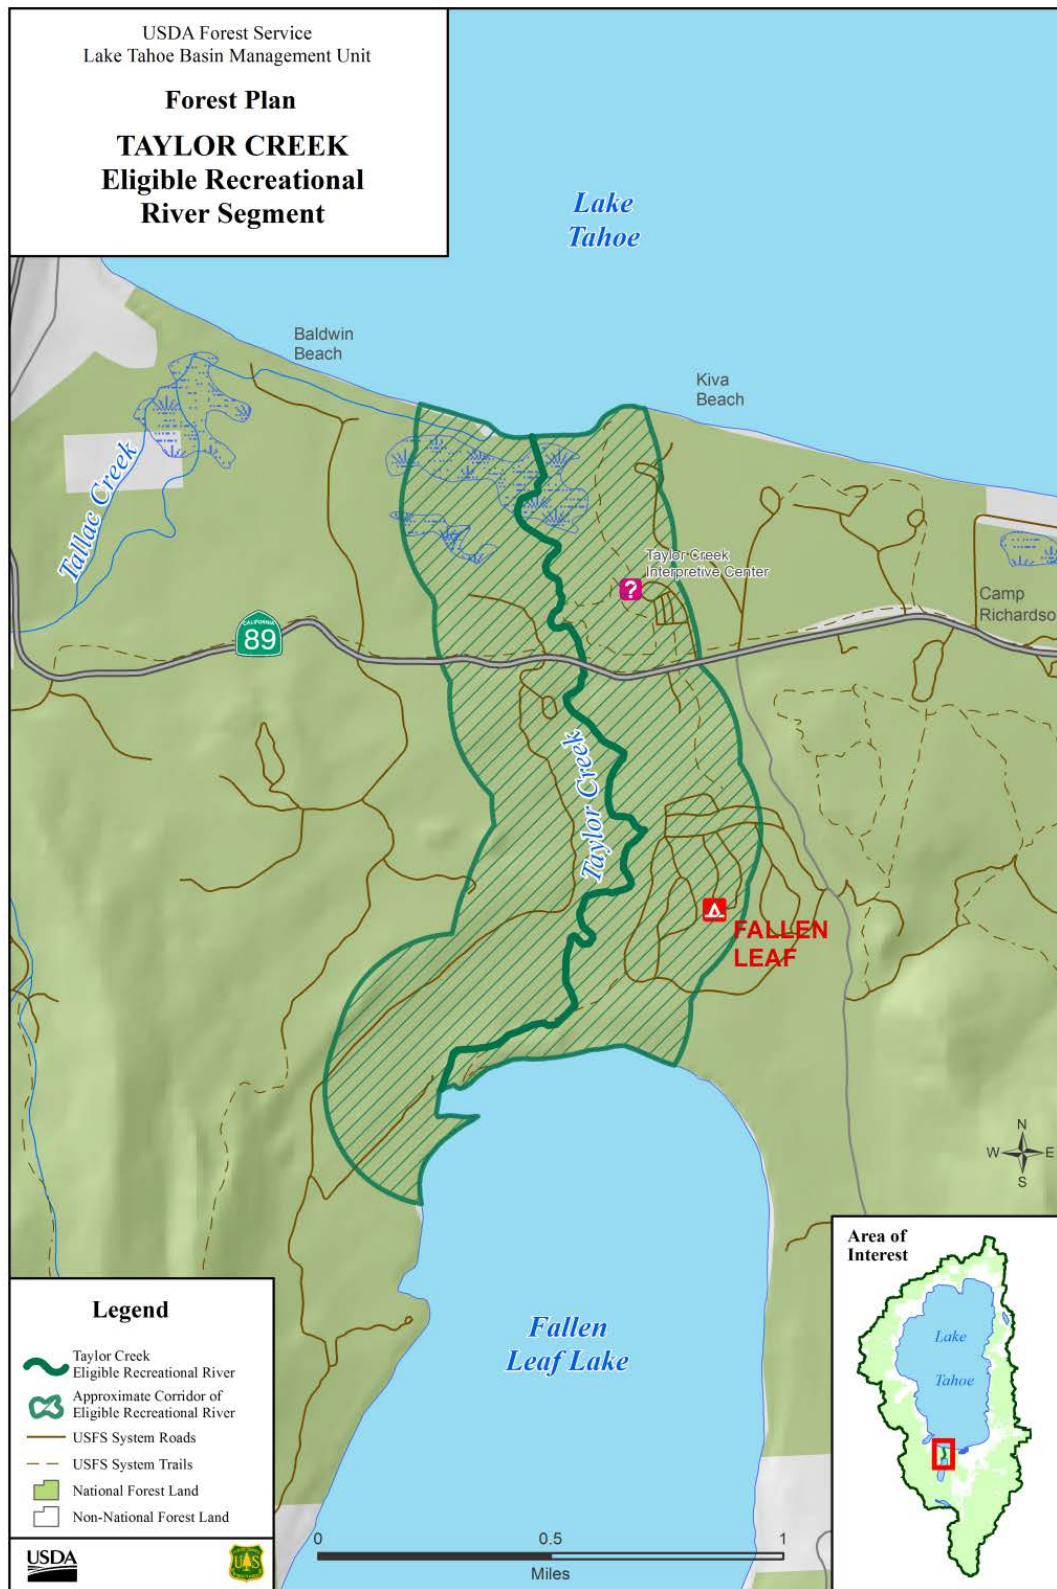 USDA Forest Service
Lake Tahoe Basin Management Unit
Forest Plan
TAYLOR CREEK
Eligible Recreational
River Segment
Lake
Tahoe
Baldwin
Beach
Kiva
Beach
Tallac Creek
Taylor Creek
Interpretive Center
?
CALIFORNIA
89
Camp
Richardso
Taylor Creek
FALLEN
LEAF
N
W E
S
Area of
Interest
Lake
Tahoe
Fallen
Leaf Lake
Legend
Taylor Creek
Eligible Recreational River
Approximate Corridor of
Eligible Recreational River
USFS System Roads
USFS System Trails
National Forest Land
Non-National Forest Land
USDA
U S
0 0.5 1
Miles